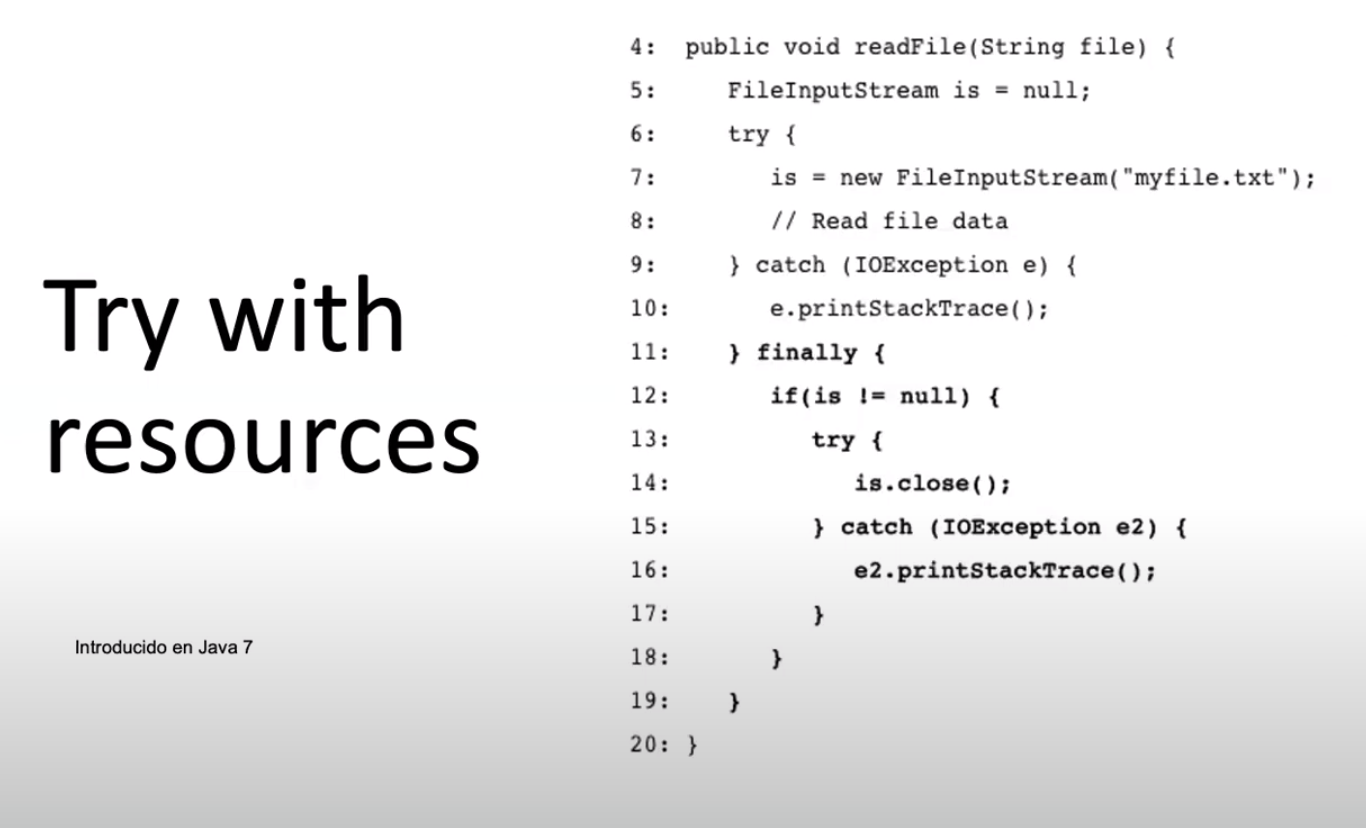 Try with
resources
Introducido en Java 7
4: public void readFile(String file) {
5: FileInputStream is = null;
6: try {
7: is = new FileInputStream("myfile.txt");
8: // Read file data
9: } catch (IOException e) {
10: e.printStackTrace();
11: } finally {
12: if(is != null) {
13: try {
14: is.close();
15: } catch (IOException e2) {
16: e2.printStackTrace();
17: }
18: }
19: }
20: }